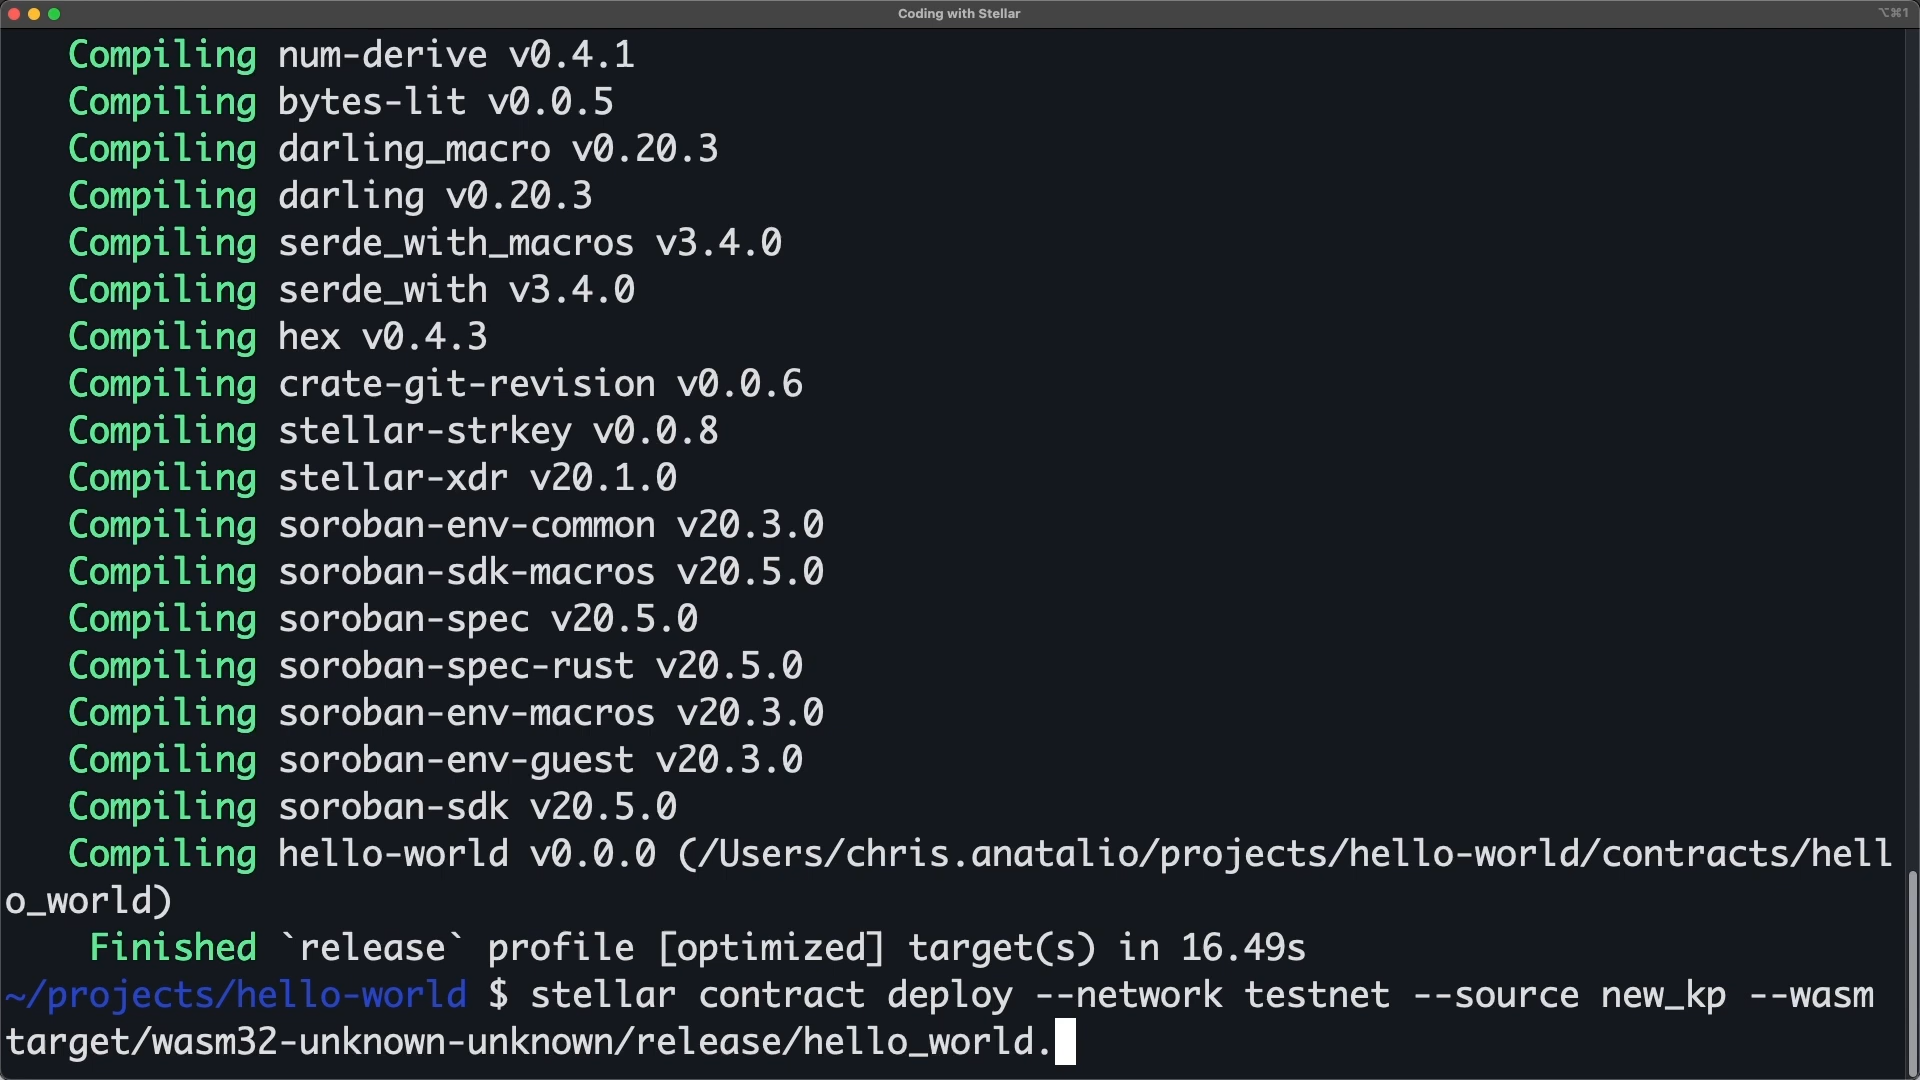 Coding with Stellar
⌥⌘1
Compiling num-derive v0.4.1
Compiling bytes-lit v0.0.5
Compiling darling_macro v0.20.3
Compiling darling v0.20.3
Compiling serde_with_macros v3.4.0
Compiling serde_with v3.4.0
Compiling hex v0.4.3
Compiling crate-git-revision v0.0.6
Compiling stellar-strkey v0.0.8
Compiling stellar-xdr v20.1.0
Compiling soroban-env-common v20.3.0
Compiling soroban-sdk-macros v20.5.0
Compiling soroban-spec v20.5.0
Compiling soroban-spec-rust v20.5.0
Compiling soroban-env-macros v20.3.0
Compiling soroban-env-guest v20.3.0
Compiling soroban-sdk v20.5.0
Compiling hello-world v0.0.0 (/Users/chris.anatalio/projects/hello-world/contracts/hell
o_world)
Finished `release` profile [optimized] target(s) in 16.49s
~/projects/hello-world $ stellar contract deploy --network testnet --source new_kp --wasm
target/wasm32-unknown-unknown/release/hello_world.